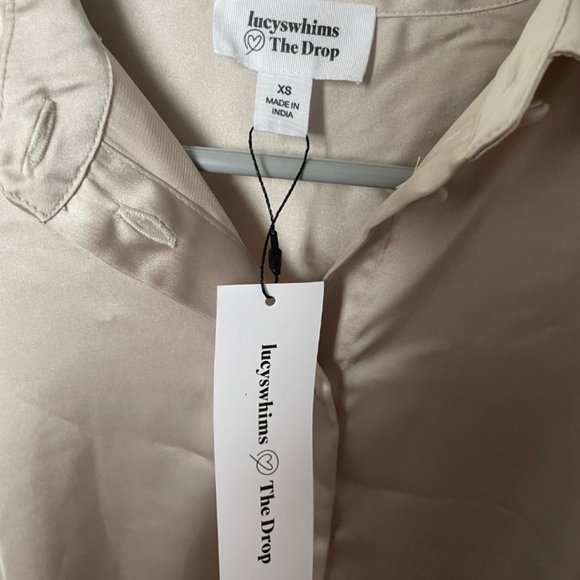 lucyswhims
The Drop
XS
MADE IN
INDIA
lucyswhims The Drop